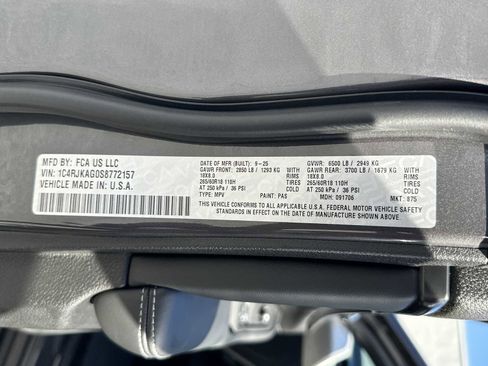 MFD BY: FCA US LLC
VIN: 1C4RJKAG0S8772157
VEHICLE MADE IN: U.S.A.
DATE OF MFR (BUILT): 9-25 GVWR: 6500 LB / 2949 KG
GAWR FRONT: 2850 LB / 1293 KG WITH GAWR REAR: 3700 LB / 1679 KG WITH
18X8.0 RIMS 18X8.0 RIMS
265/60R18 110H TIRES 265/60R18 110H TIRES
AT 250 kPa / 36 PSI COLD AT 250 kPa / 36 PSI COLD
TYPE: MPV PAINT: PAS MDH: 091706 MKT: 875
THIS VEHICLE CONFORMS TO ALL APPLICABLE U.S.A. FEDERAL MOTOR VEHICLE SAFETY
STANDARDS IN EFFECT ON THE DATE OF MANUFACTURE SHOWN ABOVE.